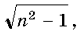 √(n² − 1) ,